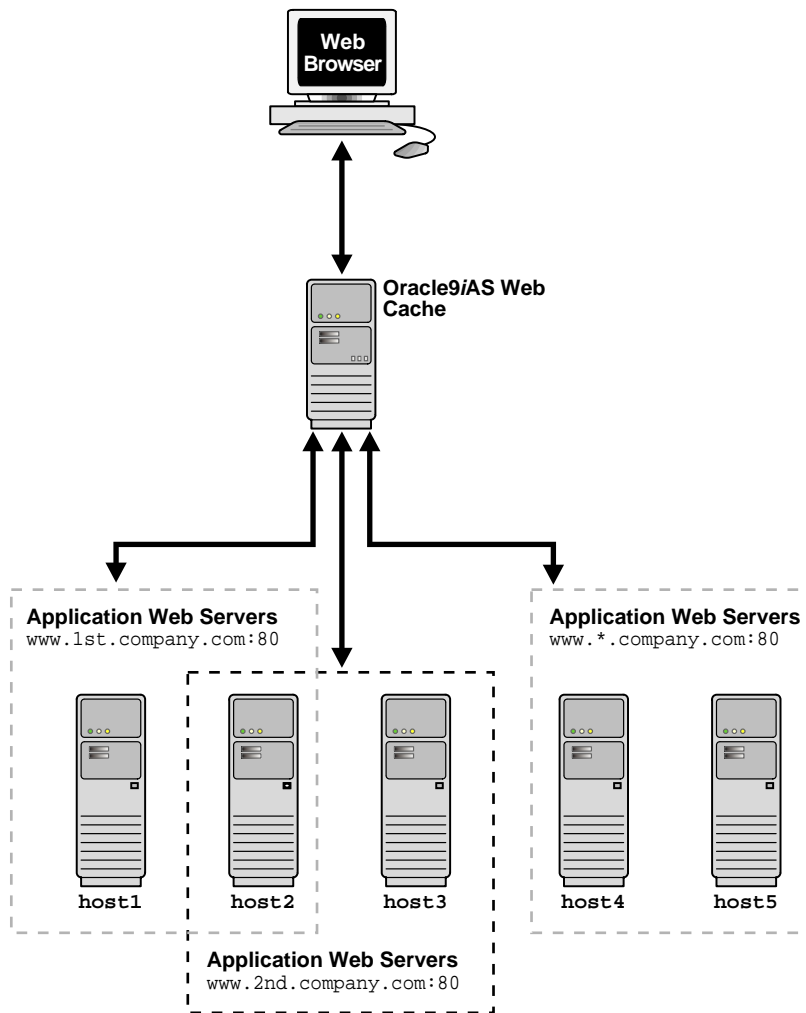 Web
Browser
Oracle9iAS Web
Cache
Application Web Servers
www.1st.company.com:80
Application Web Servers
www.*.company.com:80
host1
host2
host3
host4
host5
Application Web Servers
www.2nd.company.com:80